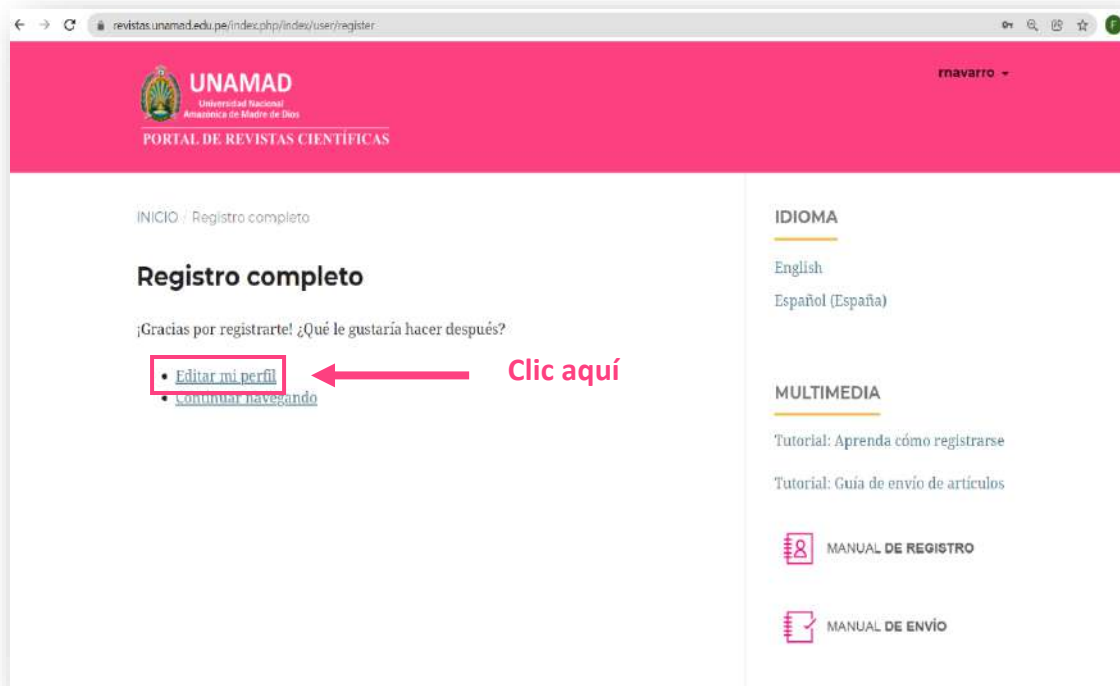 revistas.unamad.edu.pe/index.php/index/user/register
F
UNAMAD
Universidad Nacional
Amazónica de Madre de Dios
PORTAL DE REVISTAS CIENTÍFICAS
rnavarro
INICIO / Registro completo
Registro completo
¡Gracias por registrarte! ¿Qué le gustaría hacer después?
• Editar mi perfil
Clic aquí
• Continuar navegando
IDIOMA
English
Español (España)
MULTIMEDIA
Tutorial: Aprenda cómo registrarse
Tutorial: Guía de envío de artículos
MANUAL DE REGISTRO
MANUAL DE ENVÍO